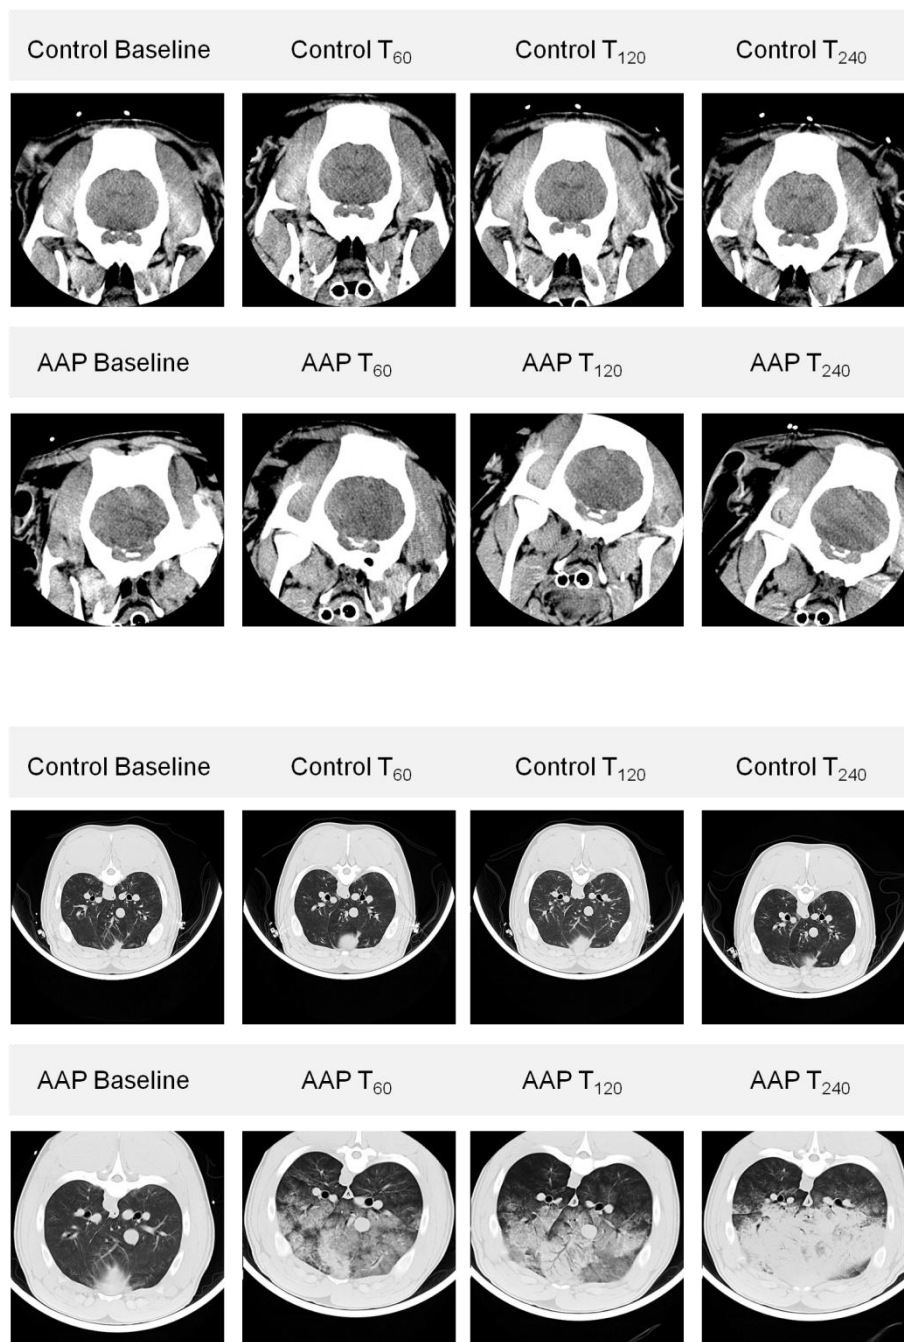 Control Baseline Control T₆₀ Control T₁₂₀ Control T₂₄₀
AAP Baseline AAP T₆₀ AAP T₁₂₀ AAP T₂₄₀
Control Baseline Control T₆₀ Control T₁₂₀ Control T₂₄₀
AAP Baseline AAP T₆₀ AAP T₁₂₀ AAP T₂₄₀